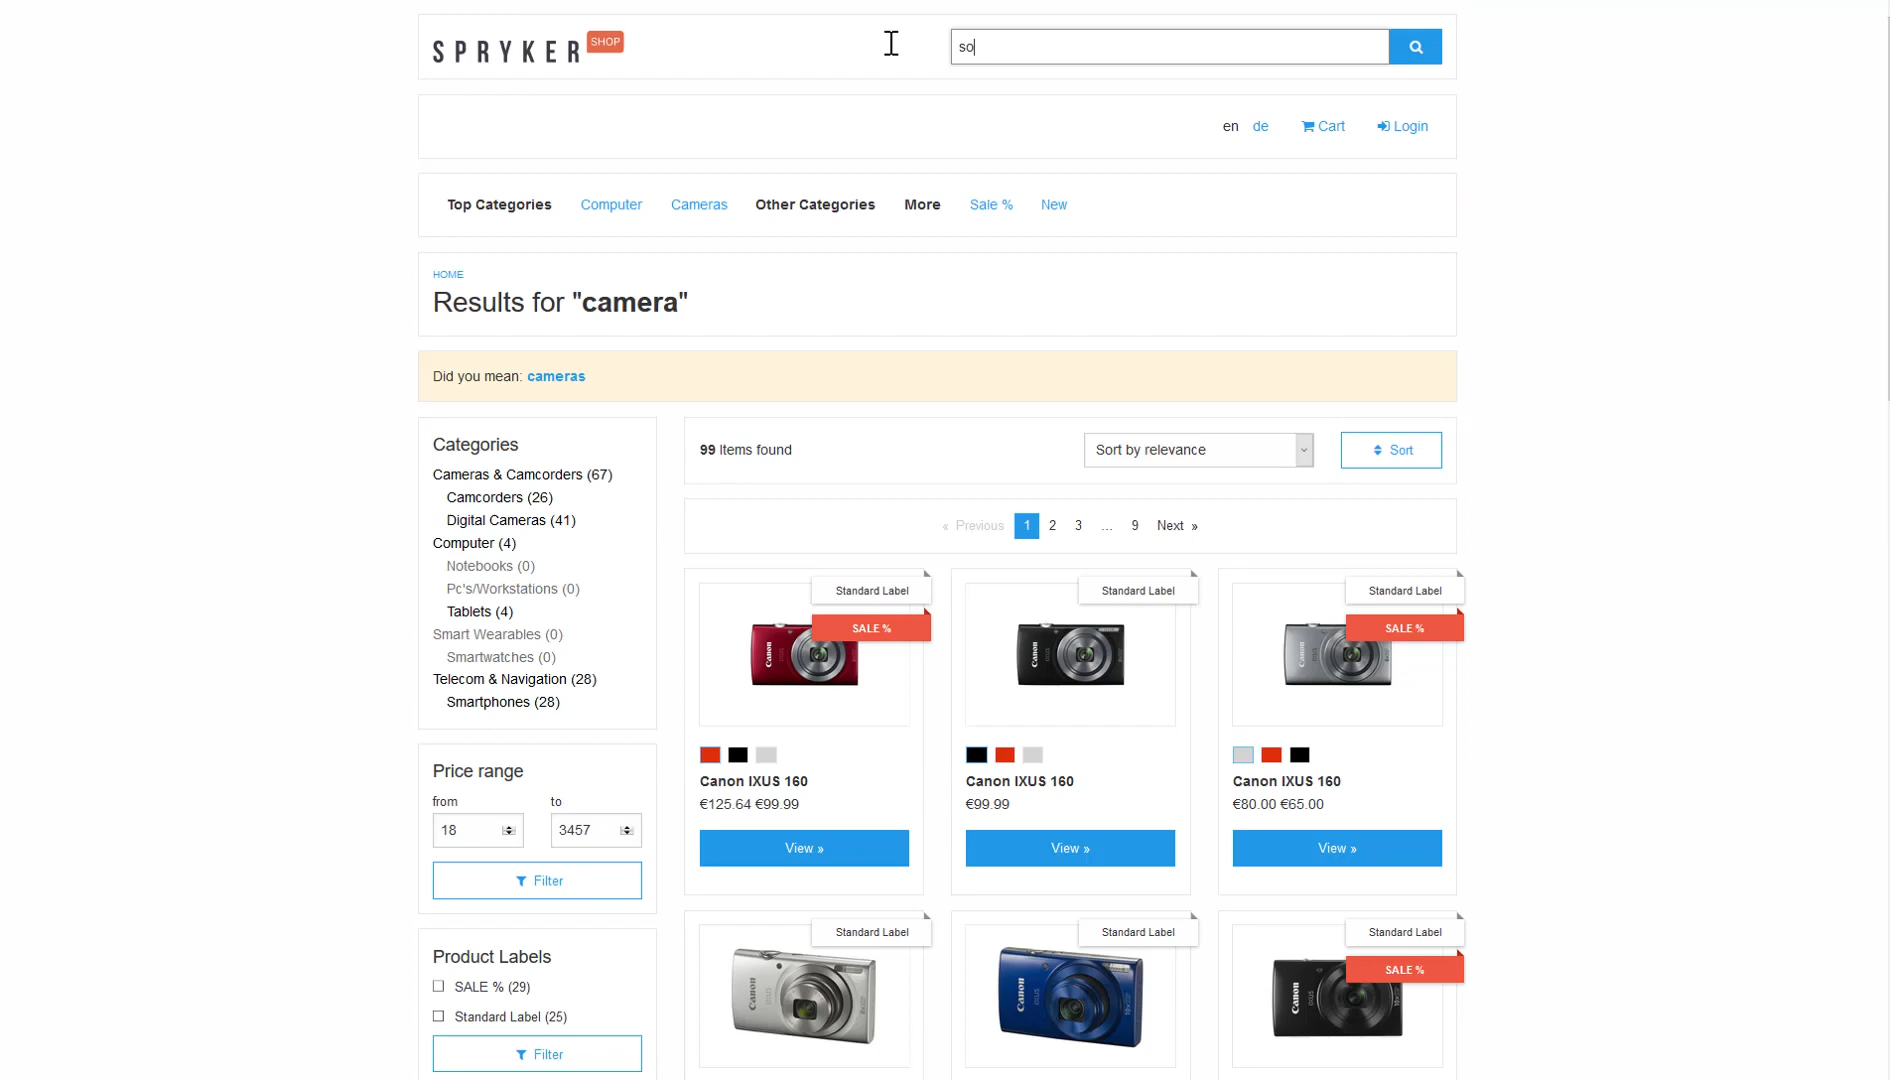 SPRYKER SHOP
so
en de Cart Login
Top Categories Computer Cameras Other Categories More Sale % New
HOME
Results for "camera"
Did you mean: cameras
Categories
Cameras & Camcorders (67)
Camcorders (26)
Digital Cameras (41)
Computer (4)
Notebooks (0)
Pc's/Workstations (0)
Tablets (4)
Smart Wearables (0)
Smartwatches (0)
Telecom & Navigation (28)
Smartphones (28)
Price range
from to
18 3457
Filter
Product Labels
SALE % (29)
Standard Label (25)
Filter
99 Items found Sort by relevance Sort
« Previous 1 2 3 ... 9 Next »
Standard Label
SALE %
Canon
Canon IXUS 160
€125.64 €99.99
View »
Standard Label
Canon
Canon IXUS 160
€99.99
View »
Standard Label
SALE %
Canon
Canon IXUS 160
€80.00 €65.00
View »
Standard Label
Canon
Standard Label
Canon
Standard Label
SALE %
Canon